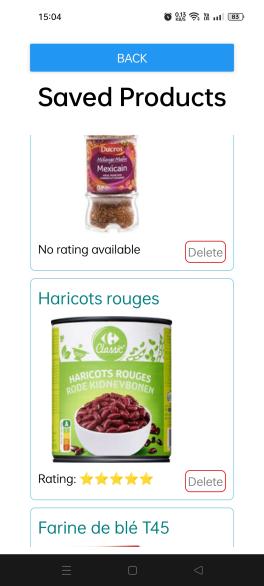 15:04
0.13
KB/S
83
BACK
Saved Products
Ducros
Mélange Malin
Mexicain
No rating available
Delete
Haricots rouges
Classic
HARICOTS ROUGES
RODE KIDNEYBONEN
Rating: ⭐⭐⭐⭐⭐
Delete
Farine de blé T45